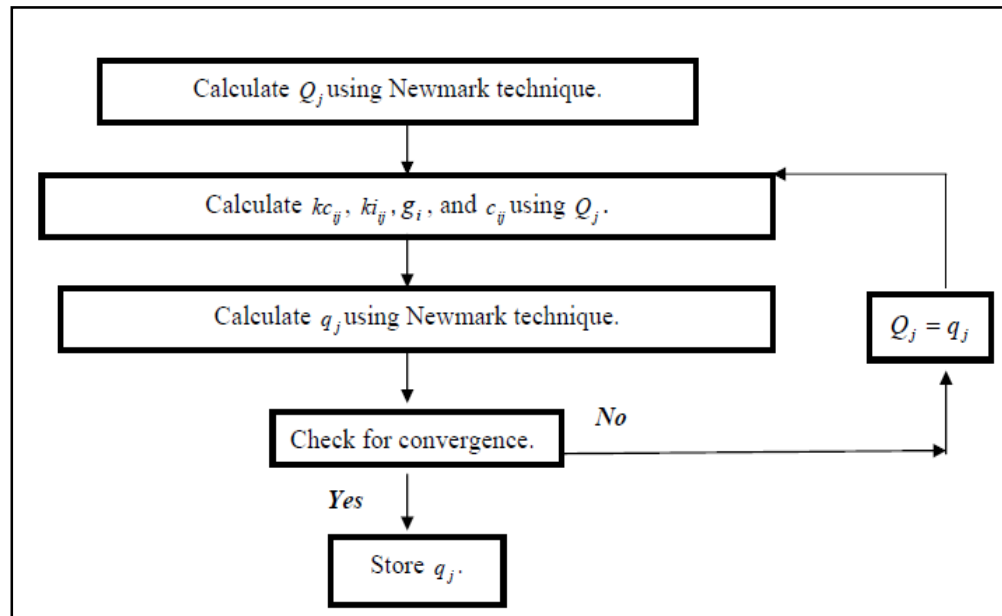 Calculate Q_j using Newmark technique.
Calculate kc_ij, ki_ij, g_i, and c_ij using Q_j.
Calculate q_j using Newmark technique.
Q_j = q_j
No
Check for convergence.
Yes
Store q_j.